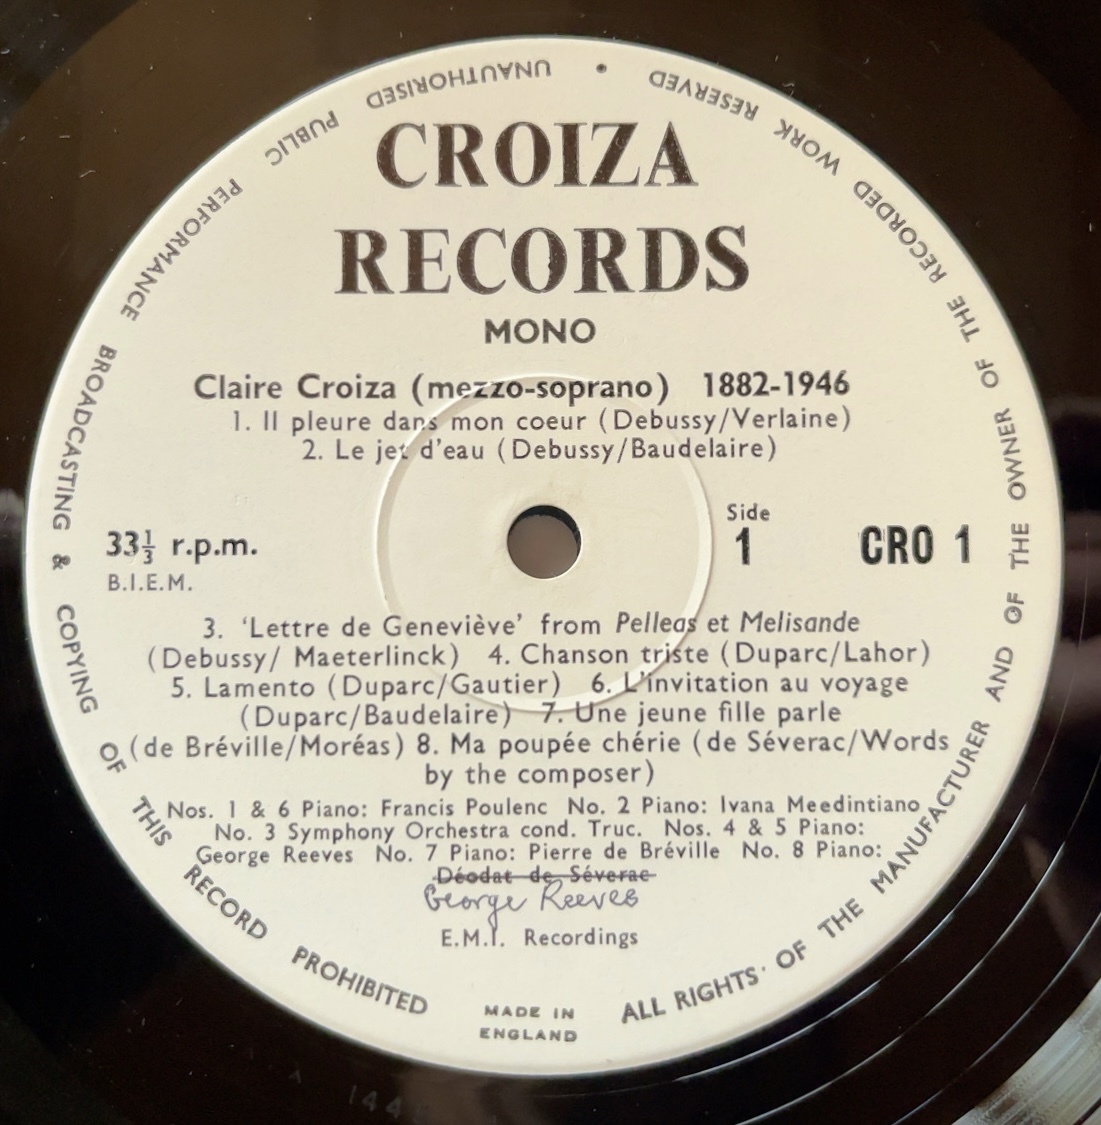 CROIZA
RECORDS
MONO
Claire Croiza (mezzo-soprano) 1882-1946
1. Il pleure dans mon coeur (Debussy/Verlaine)
2. Le jet d'eau (Debussy/Baudelaire)
33⅓ r.p.m.
B.I.E.M.
Side
1
CRO 1
3. 'Lettre de Geneviève' from Pelleas et Melisande
(Debussy/ Maeterlinck) 4. Chanson triste (Duparc/Lahor)
5. Lamento (Duparc/Gautier) 6. L'invitation au voyage
(Duparc/Baudelaire) 7. Une jeune fille parle
(de Bréville/Moréas) 8. Ma poupée chérie (de Séverac/Words
by the composer)
Nos. 1 & 6 Piano: Francis Poulenc No. 2 Piano: Ivana Meedintiano
No. 3 Symphony Orchestra cond. Truc. Nos. 4 & 5 Piano:
George Reeves No. 7 Piano: Pierre de Bréville No. 8 Piano:
Déodat de Séverac
George Reeves
E.M.I. Recordings
MADE IN
ENGLAND
ALL RIGHTS OF THE MANUFACTURER AND OF THE OWNER OF THE RECORDED WORK RESERVED • UNAUTHORISED PUBLIC PERFORMANCE BROADCASTING & COPYING OF THIS RECORD PROHIBITED